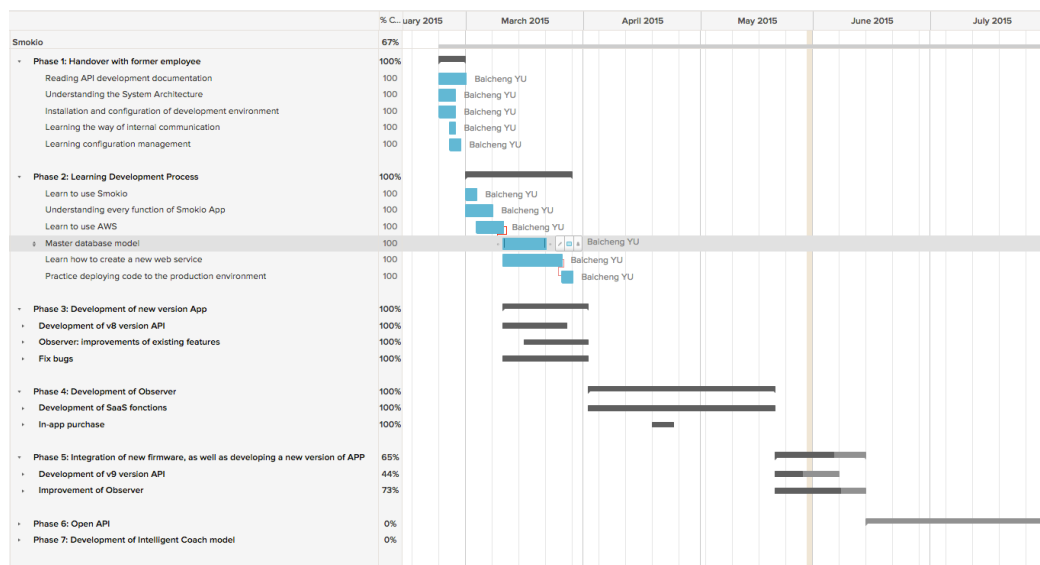 % C... uary 2015 March 2015 April 2015 May 2015 June 2015 July 2015
Smokio 67%
Phase 1: Handover with former employee 100%
Reading API development documentation 100 Baicheng YU
Understanding the System Architecture 100 Baicheng YU
Installation and configuration of development environment 100 Baicheng YU
Learning the way of internal communication 100 Baicheng YU
Learning configuration management 100 Baicheng YU
Phase 2: Learning Development Process 100%
Learn to use Smokio 100 Baicheng YU
Understanding every function of Smokio App 100 Baicheng YU
Learn to use AWS 100 Baicheng YU
Master database model 100 Baicheng YU
Learn how to create a new web service 100 Baicheng YU
Practice deploying code to the production environment 100 Baicheng YU
Phase 3: Development of new version App 100%
Development of v8 version API 100%
Observer: improvements of existing features 100%
Fix bugs 100%
Phase 4: Development of Observer 100%
Development of SaaS fonctions 100%
In-app purchase 100%
Phase 5: Integration of new firmware, as well as developing a new version of APP 65%
Development of v9 version API 44%
Improvement of Observer 73%
Phase 6: Open API 0%
Phase 7: Development of Intelligent Coach model 0%